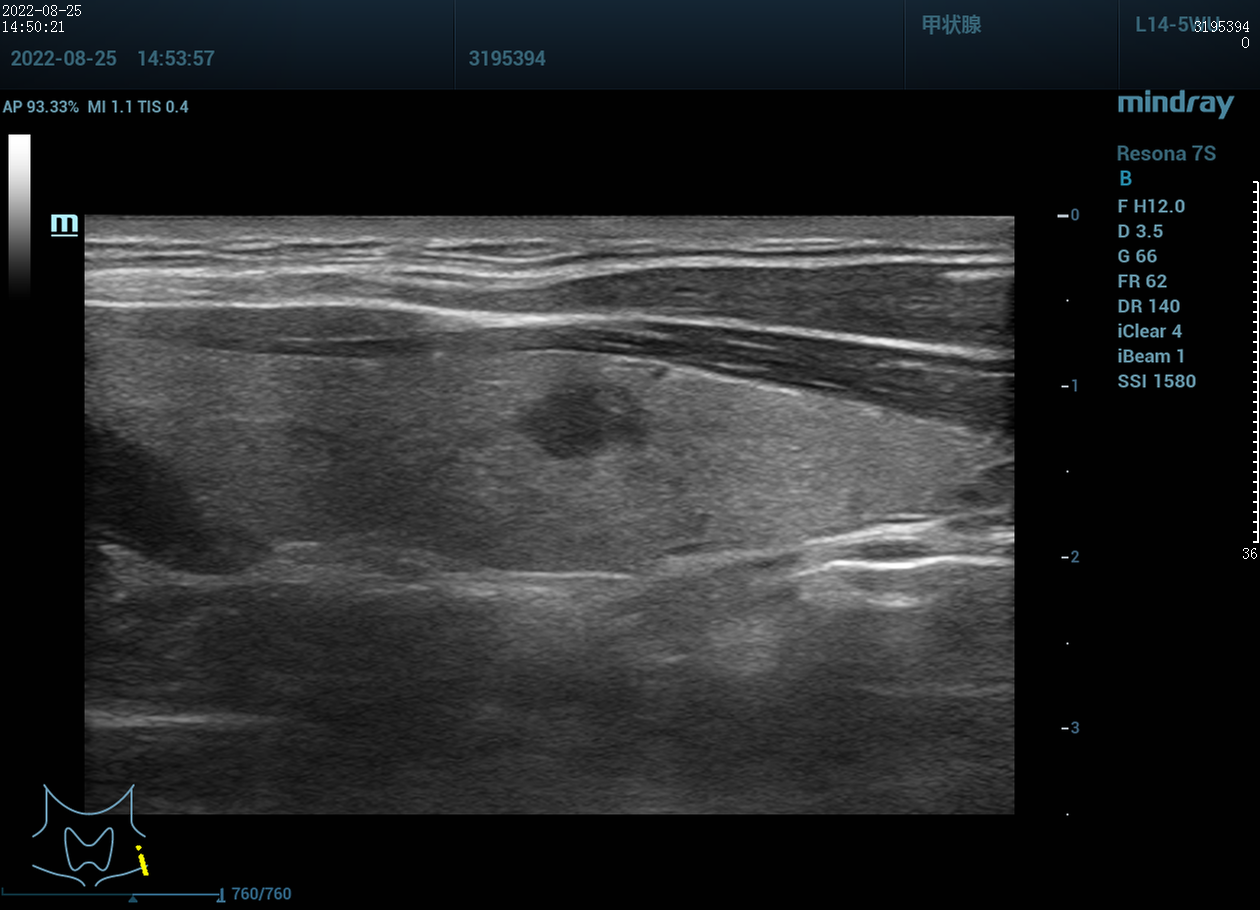 2022-08-25
14:50:21
2022-08-25 14:53:57
3195394
甲状腺
3195394
0
AP 93.33% MI 1.1 TIS 0.4
mindray
Resona 7S
B
F H12.0
D 3.5
G 66
FR 62
DR 140
iClear 4
iBeam 1
SSI 1580
m
0
1
2
3
36
760/760